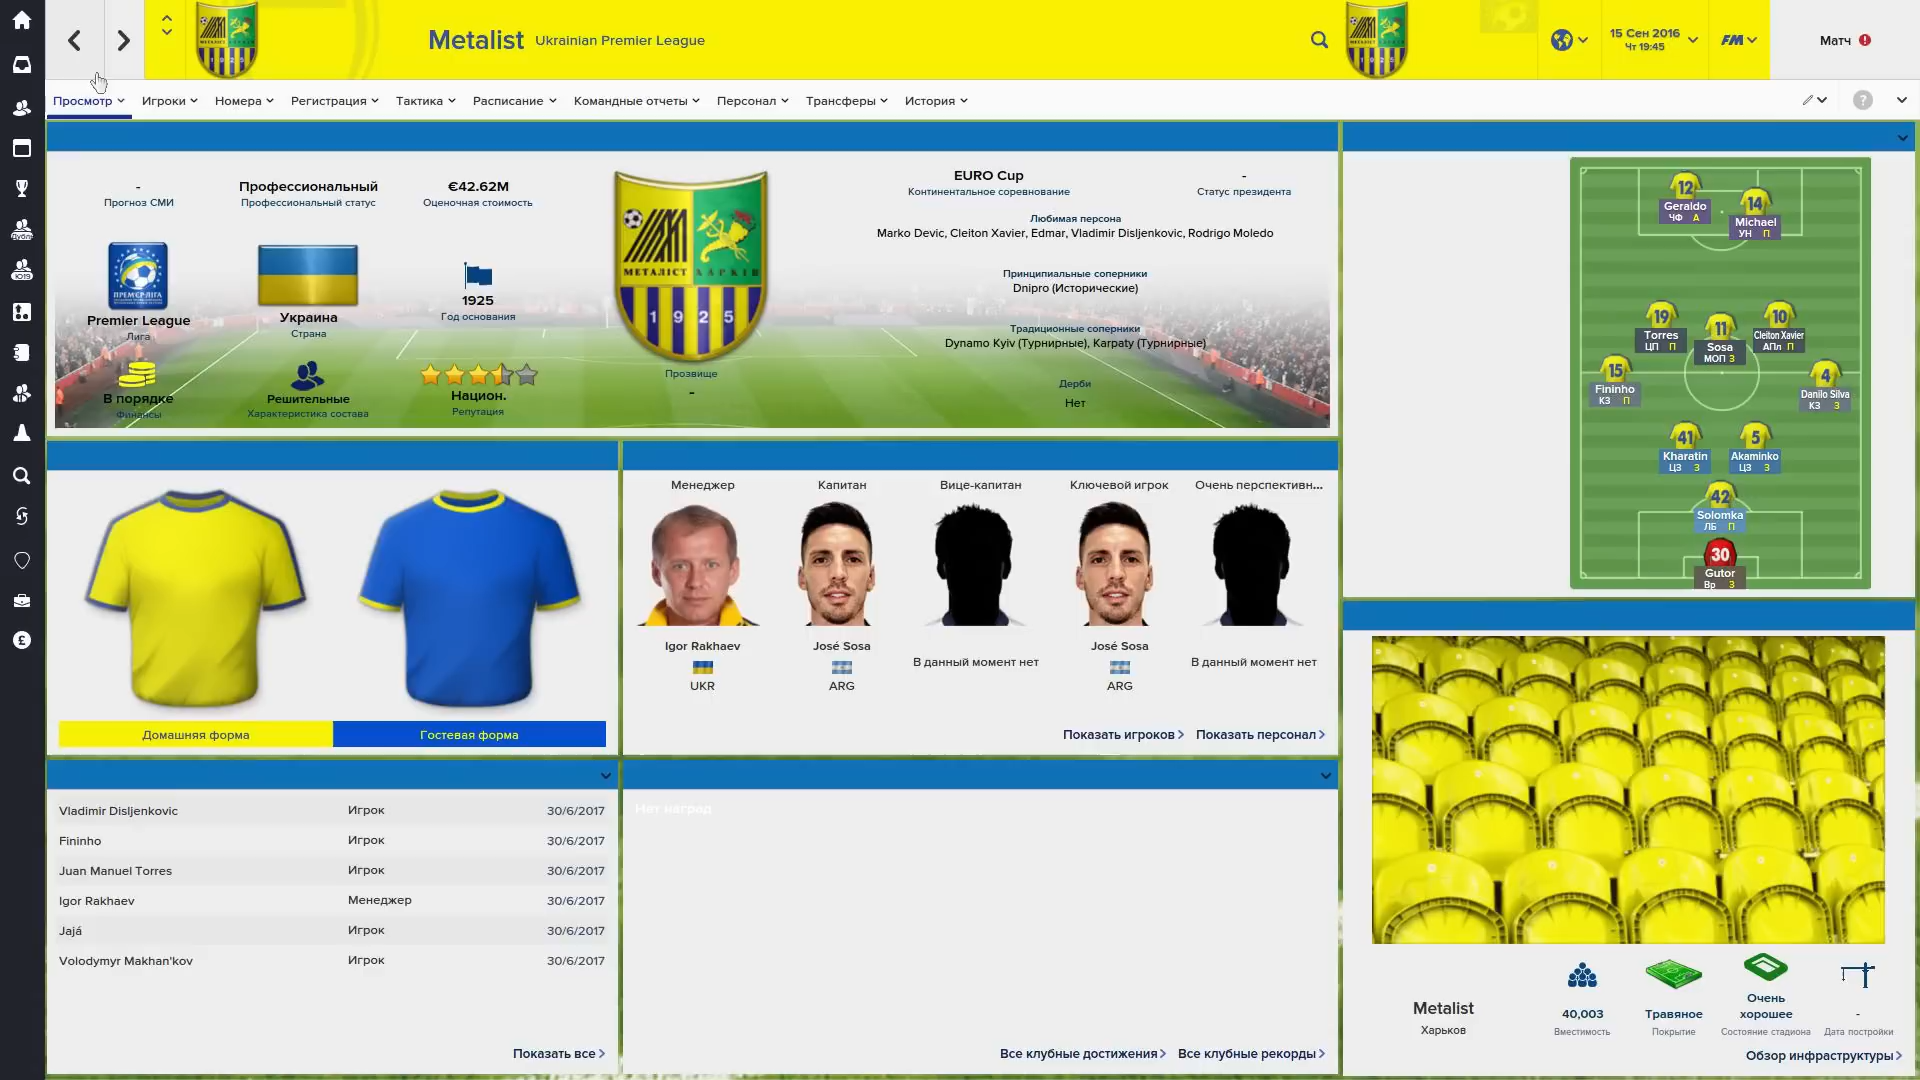 Metalist Ukrainian Premier League
15 Сен 2016
Чт 19:45
FM
Матч
Просмотр Игроки Номера Регистрация Тактика Расписание Командные отчеты Персонал Трансферы История
-
Прогноз СМИ
Профессиональный
Профессиональный статус
€42.62M
Оценочная стоимость
Premier League
Лига
Украина
Страна
1925
Год основания
В порядке
Финансы
Решительные
Характеристика состава
Национ.
Репутация
МЕТАЛІСТ ХАРКІВ
1 9 2 5
Прозвище
-
EURO Cup
Континентальное соревнование
-
Статус президента
Любимая персона
Marko Devic, Cleiton Xavier, Edmar, Vladimir Disljenkovic, Rodrigo Moledo
Принципиальные соперники
Dnipro (Исторические)
Традиционные соперники
Dynamo Kyiv (Турнирные), Karpaty (Турнирные)
Дерби
Нет
12
Geraldo
ЧФ А
14
Michael
УН П
19
Torres
ЦП П
11
Sosa
МОП З
10
Cleiton Xavier
АПл П
15
Fininho
КЗ П
4
Danilo Silva
КЗ З
41
Kharatin
ЦЗ З
5
Akaminko
ЦЗ З
42
Solomka
ЛБ П
30
Gutor
Вр З
Домашняя форма
Гостевая форма
Менеджер
Igor Rakhaev
UKR
Капитан
José Sosa
ARG
Вице-капитан
В данный момент нет
Ключевой игрок
José Sosa
ARG
Очень перспективн...
В данный момент нет
Показать игроков Показать персонал
Vladimir Disljenkovic Игрок 30/6/2017
Fininho Игрок 30/6/2017
Juan Manuel Torres Игрок 30/6/2017
Igor Rakhaev Менеджер 30/6/2017
Jajá Игрок 30/6/2017
Volodymyr Makhan'kov Игрок 30/6/2017
Показать все
Нет наград
Все клубные достижения Все клубные рекорды
Metalist
Харьков
40,003
Вместимость
Травяное
Покрытие
Очень
хорошее
Состояние стадиона
-
Дата постройки
Обзор инфраструктуры